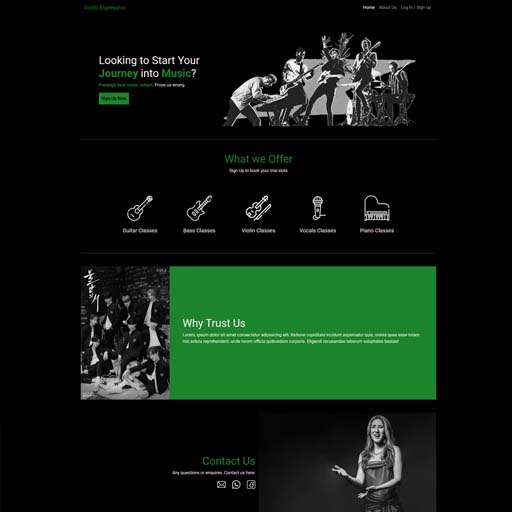 Guido Espressivo
Home About Us Log In / Sign up
Looking to Start Your
Journey into Music?
Penang's best music school. Prove us wrong.
Sign Up Now
What we Offer
Sign Up to book your trial slots
Guitar Classes Bass Classes Violin Classes Vocals Classes Piano Classes
Why Trust Us
Lorem, ipsum dolor sit amet consectetur adipisicing elit. Ratione cupiditate incidunt aspernatur quia, omnis quae esse totam
nisi soluta reprehenderit, unde rerum officia quibusdam corporis. Eligendi recusandae laborum voluptates beatae!
Contact Us
Any questions or enquires. Contact us here: